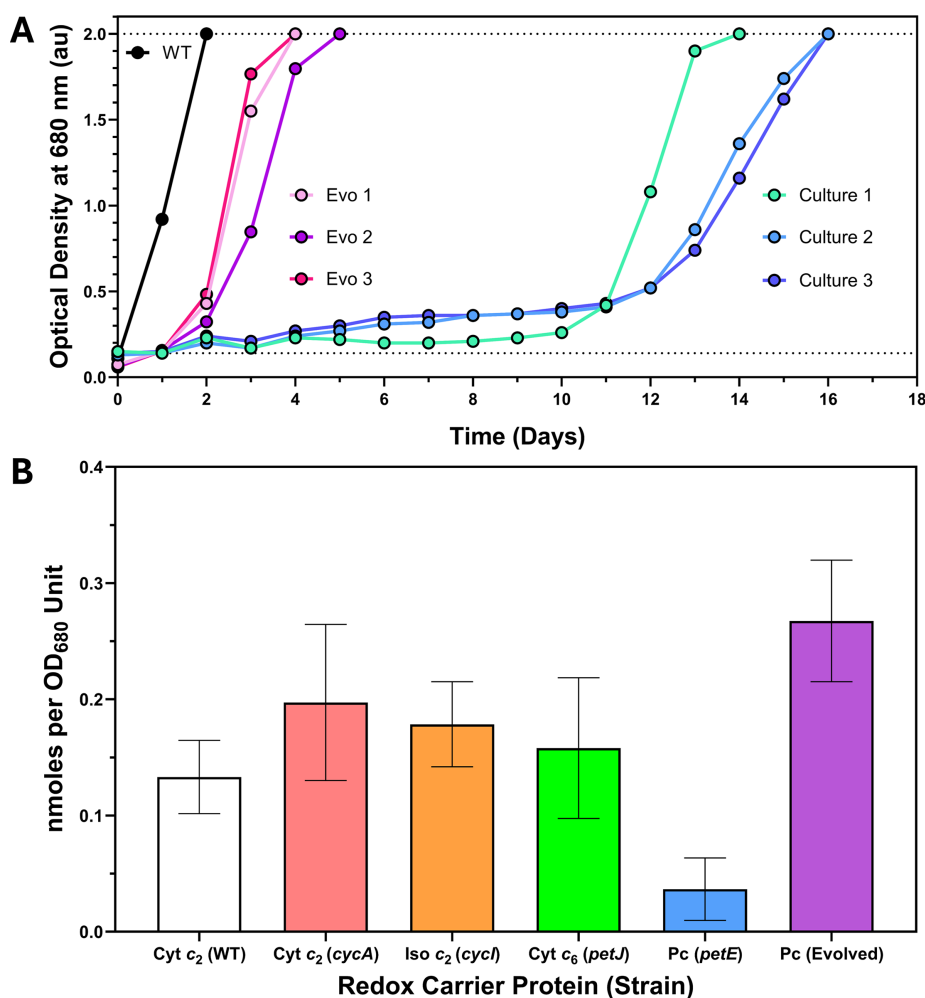 A
Optical Density at 680 nm (au)
2.0
1.5
1.0
0.5
0.0
WT
Evo 1
Evo 2
Evo 3
Culture 1
Culture 2
Culture 3
0 2 4 6 8 10 12 14 16 18
Time (Days)
B
nmoles per OD680 Unit
0.4
0.3
0.2
0.1
0.0
Cyt c2 (WT) Cyt c2 (cycA) Iso c2 (cycI) Cyt c6 (petJ) Pc (petE) Pc (Evolved)
Redox Carrier Protein (Strain)